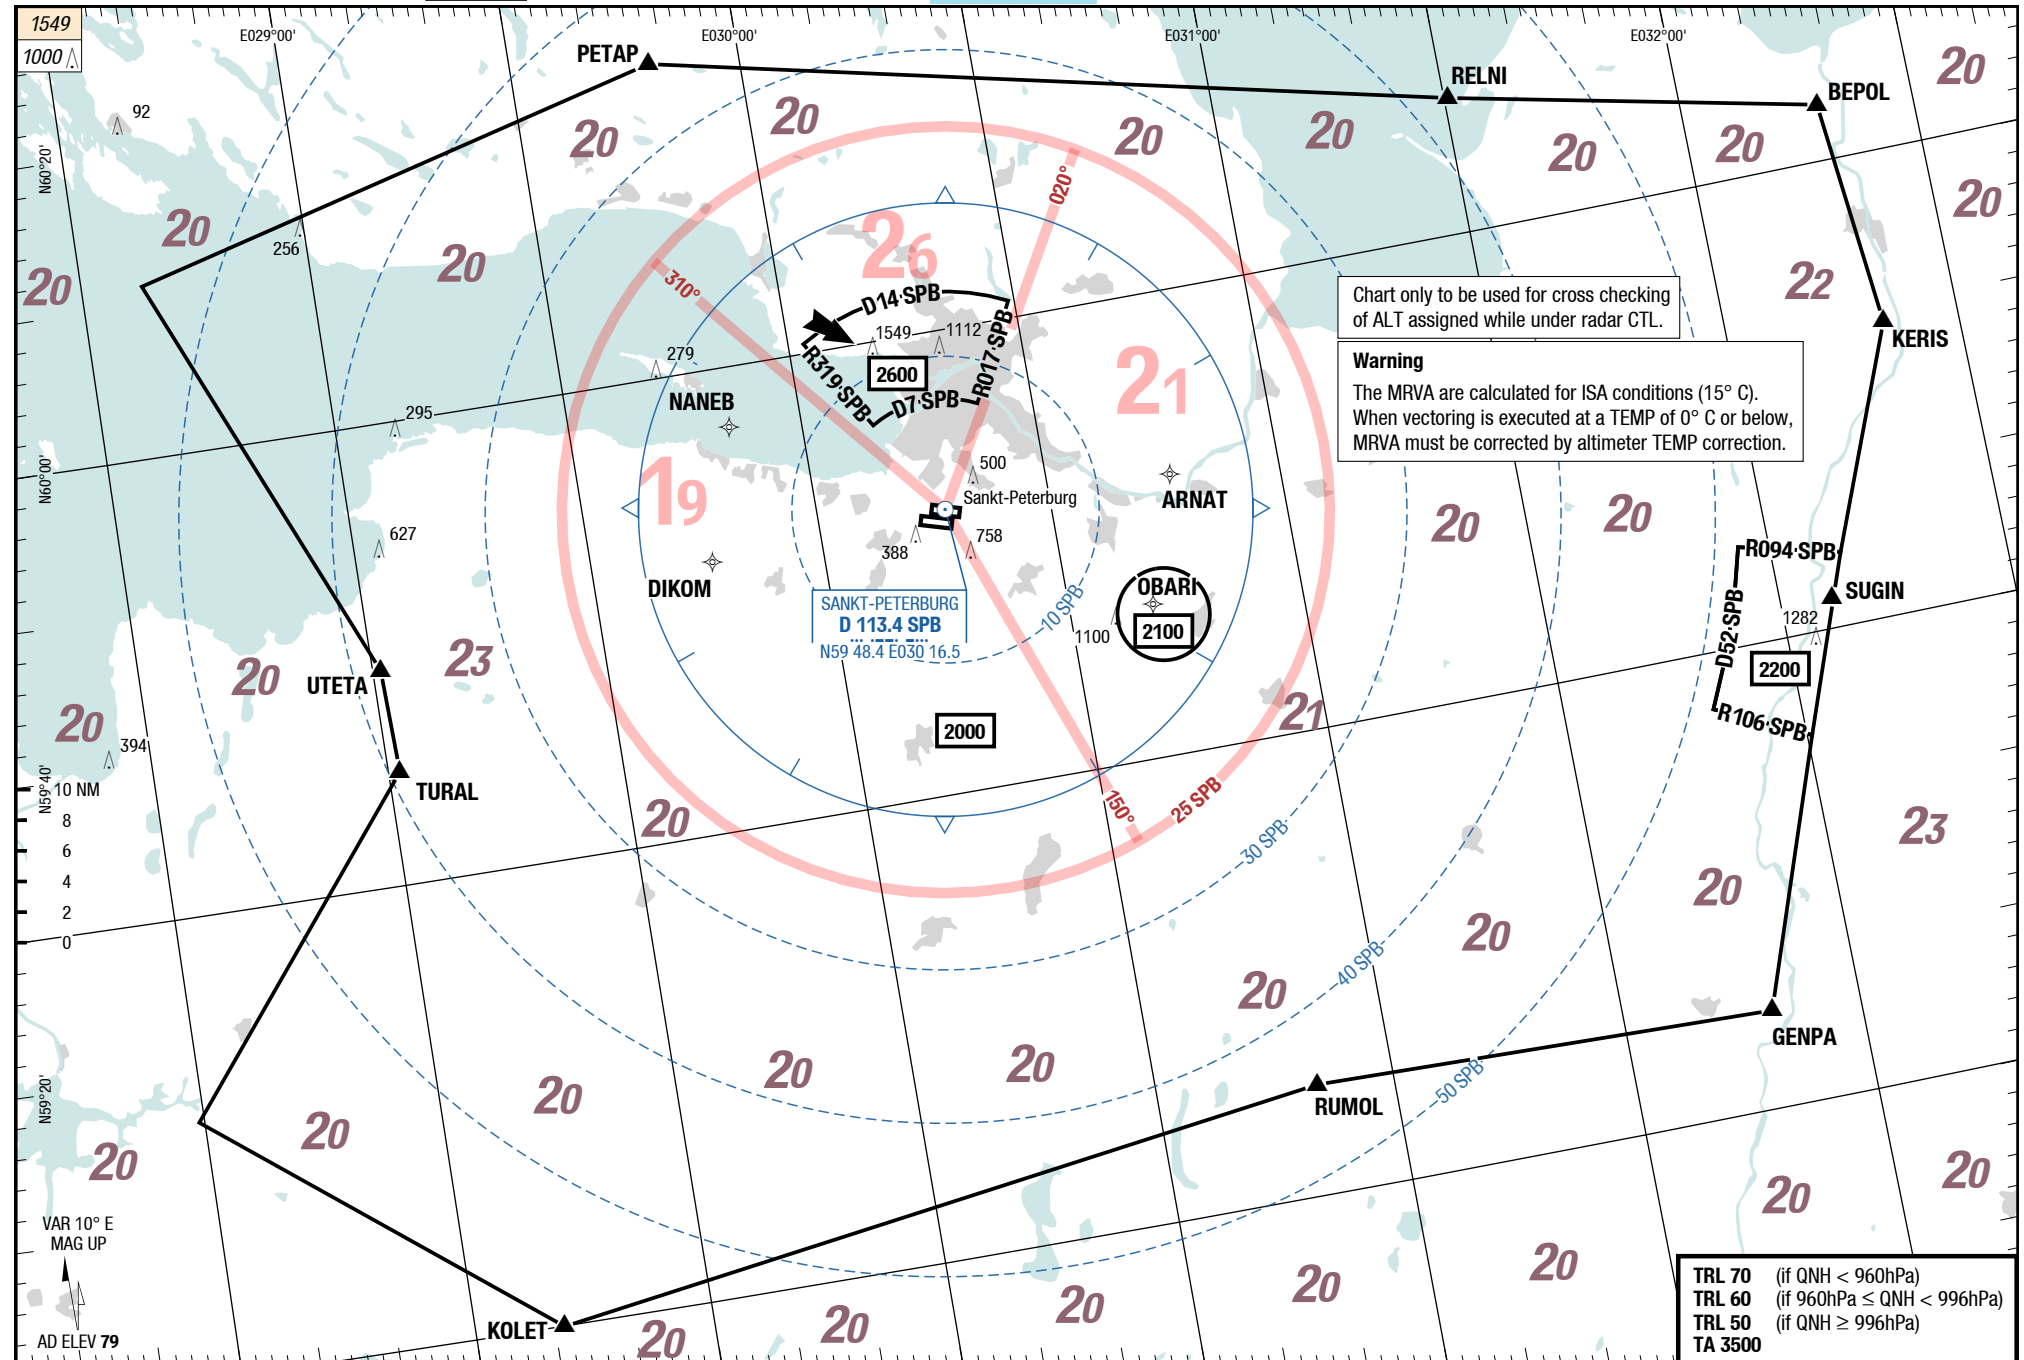 1549
1000
E029°00'
E030°00'
E031°00'
E032°00'
PETAP
RELNI
BEPOL
20
92
20
20
20
20
20
20
N60°20'
020°
20
20
26
256
20
20
310°
22
D14·SPB
Chart only to be used for cross checking
of ALT assigned while under radar CTL.
1549
1112
R017·SPB
KERIS
279
R319·SPB
2600
21
Warning
The MRVA are calculated for ISA conditions (15° C).
When vectoring is executed at a TEMP of 0° C or below,
MRVA must be corrected by altimeter TEMP correction.
NANEB
D7·SPB
295
N60°00'
500
Sankt-Peterburg
ARNAT
19
20
20
627
388
758
R094·SPB
DIKOM
OBARI
SUGIN
SANKT-PETERBURG
D 113.4 SPB
N59 48.4 E030 16.5
10 SPB
1100
2100
1282
D52·SPB
2200
23
20
UTETA
21
R106·SPB
20
394
2000
TURAL
N59°40'
10 NM
8
6
4
2
0
150°
25 SPB
20
30 SPB
23
20
20
40 SPB
20
GENPA
20
20
20
50 SPB
N59°20'
RUMOL
20
20
20
20
VAR 10° E
MAG UP
20
20
20
20
KOLET
20
AD ELEV 79
TRL 70 (if QNH < 960hPa)
TRL 60 (if 960hPa ≤ QNH < 996hPa)
TRL 50 (if QNH ≥ 996hPa)
TA 3500